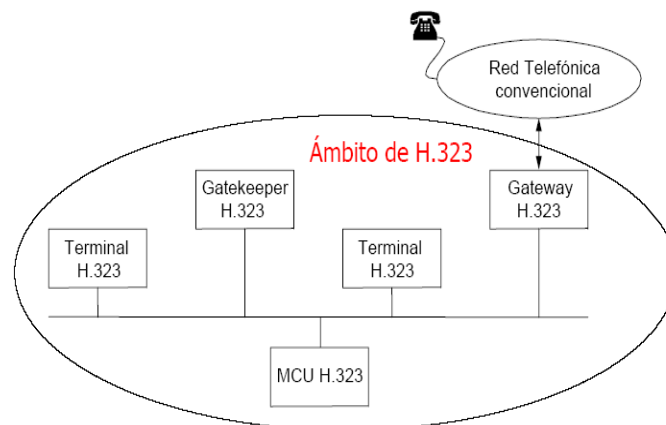 Red Telefónica
convencional
Ámbito de H.323
Gatekeeper
H.323
Gateway
H.323
Terminal
H.323
Terminal
H.323
MCU H.323